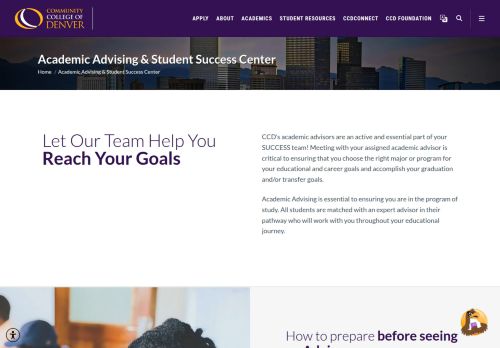 COMMUNITY
COLLEGE OF
DENVER
APPLY ABOUT ACADEMICS STUDENT RESOURCES CCDCONNECT CCD FOUNDATION
Academic Advising & Student Success Center
Home / Academic Advising & Student Success Center
Let Our Team Help You
Reach Your Goals
CCD's academic advisors are an active and essential part of your
SUCCESS team! Meeting with your assigned academic advisor is
critical to ensuring that you choose the right major or program for
your educational and career goals and accomplish your graduation
and/or transfer goals.
Academic Advising is essential to ensuring you are in the program of
study. All students are matched with an expert advisor in their
pathway who will work with you throughout your educational
journey.
How to prepare before seeing